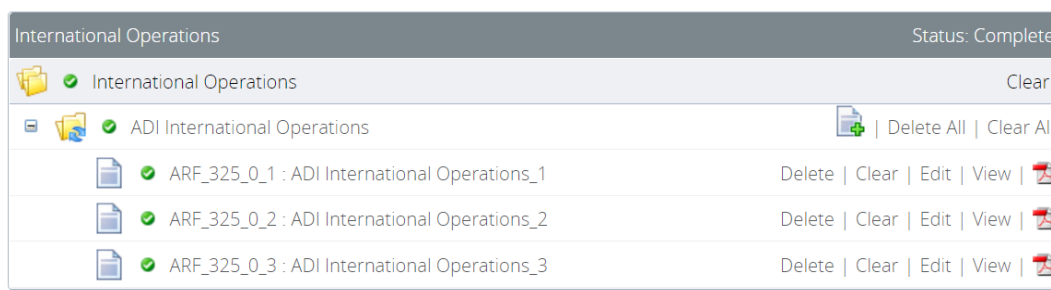 International Operations Status: Complete
International Operations Clear
ADI International Operations | Delete All | Clear Al
ARF_325_0_1 : ADI International Operations_1 Delete | Clear | Edit | View |
ARF_325_0_2 : ADI International Operations_2 Delete | Clear | Edit | View |
ARF_325_0_3 : ADI International Operations_3 Delete | Clear | Edit | View |